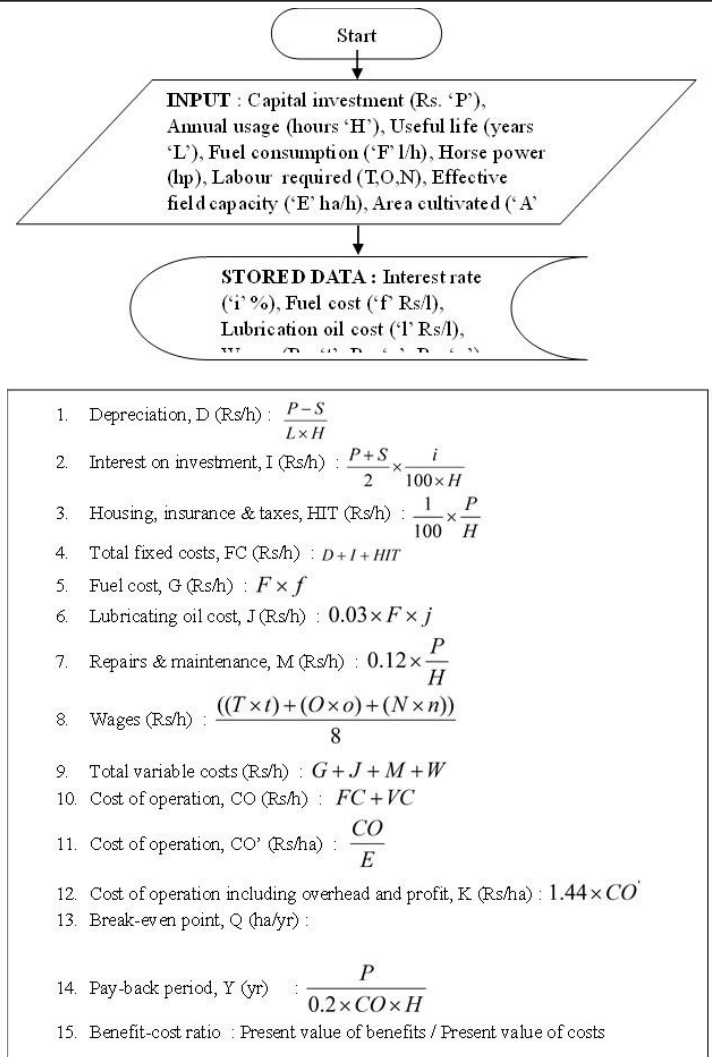 Start
INPUT : Capital investment (Rs. ‘P’),
Annual usage (hours ‘H’), Useful life (years
‘L’), Fuel consumption (‘F’ l/h), Horse power
(hp), Labour required (T,O,N), Effective
field capacity (‘E’ ha/h), Area cultivated (‘A’
STORED DATA : Interest rate
(‘i’ %), Fuel cost (‘f’ Rs/l),
Lubrication oil cost (‘l’ Rs/l),
1. Depreciation, D (Rs/h) : P − S / L × H
2. Interest on investment, I (Rs/h) : P + S / 2 × i / 100 × H
3. Housing, insurance & taxes, HIT (Rs/h) : 1 / 100 × P / H
4. Total fixed costs, FC (Rs/h) : D + I + HIT
5. Fuel cost, G (Rs/h) : F × f
6. Lubricating oil cost, J (Rs/h) : 0.03 × F × j
7. Repairs & maintenance, M (Rs/h) : 0.12 × P / H
8. Wages (Rs/h) : ((T × t) + (O × o) + (N × n)) / 8
9. Total variable costs (Rs/h) : G + J + M + W
10. Cost of operation, CO (Rs/h) : FC + VC
11. Cost of operation, CO’ (Rs/ha) : CO / E
12. Cost of operation including overhead and profit, K (Rs/ha) : 1.44 × CO'
13. Break-even point, Q (ha/yr) :
14. Pay-back period, Y (yr) : P / 0.2 × CO × H
15. Benefit-cost ratio : Present value of benefits / Present value of costs